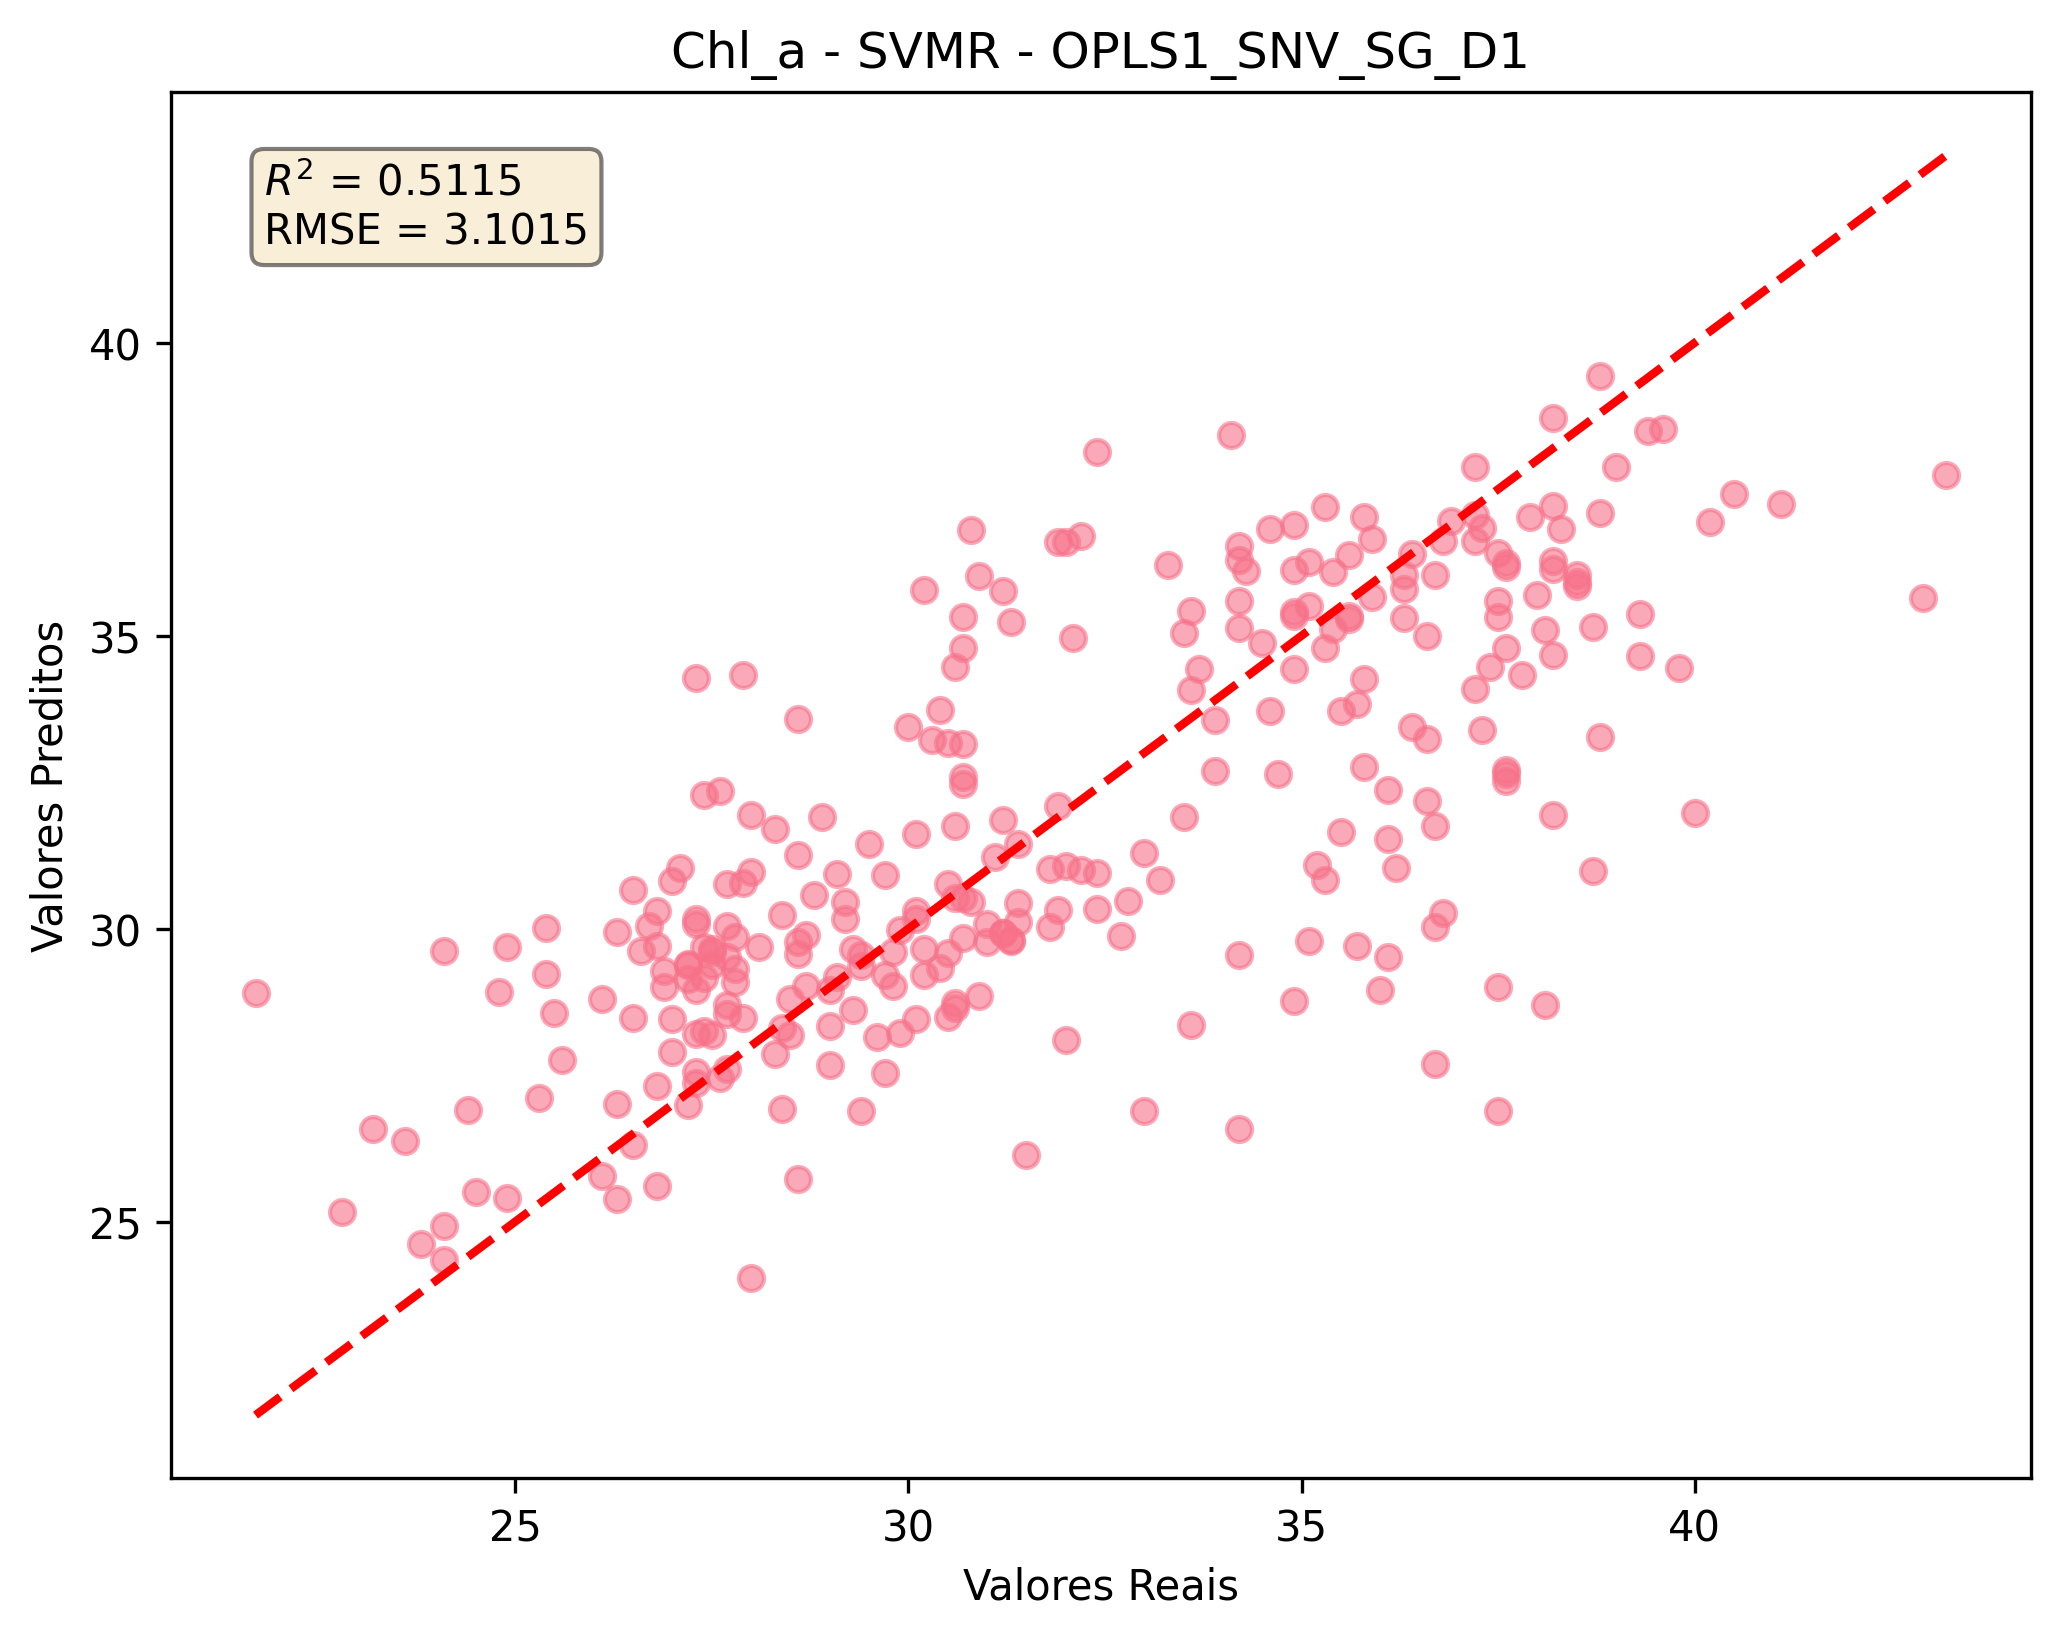 Chl_a - SVMR - OPLS1_SNV_SG_D1
R² = 0.5115
RMSE = 3.1015
Valores Preditos
40
35
30
25
25
30
35
40
Valores Reais